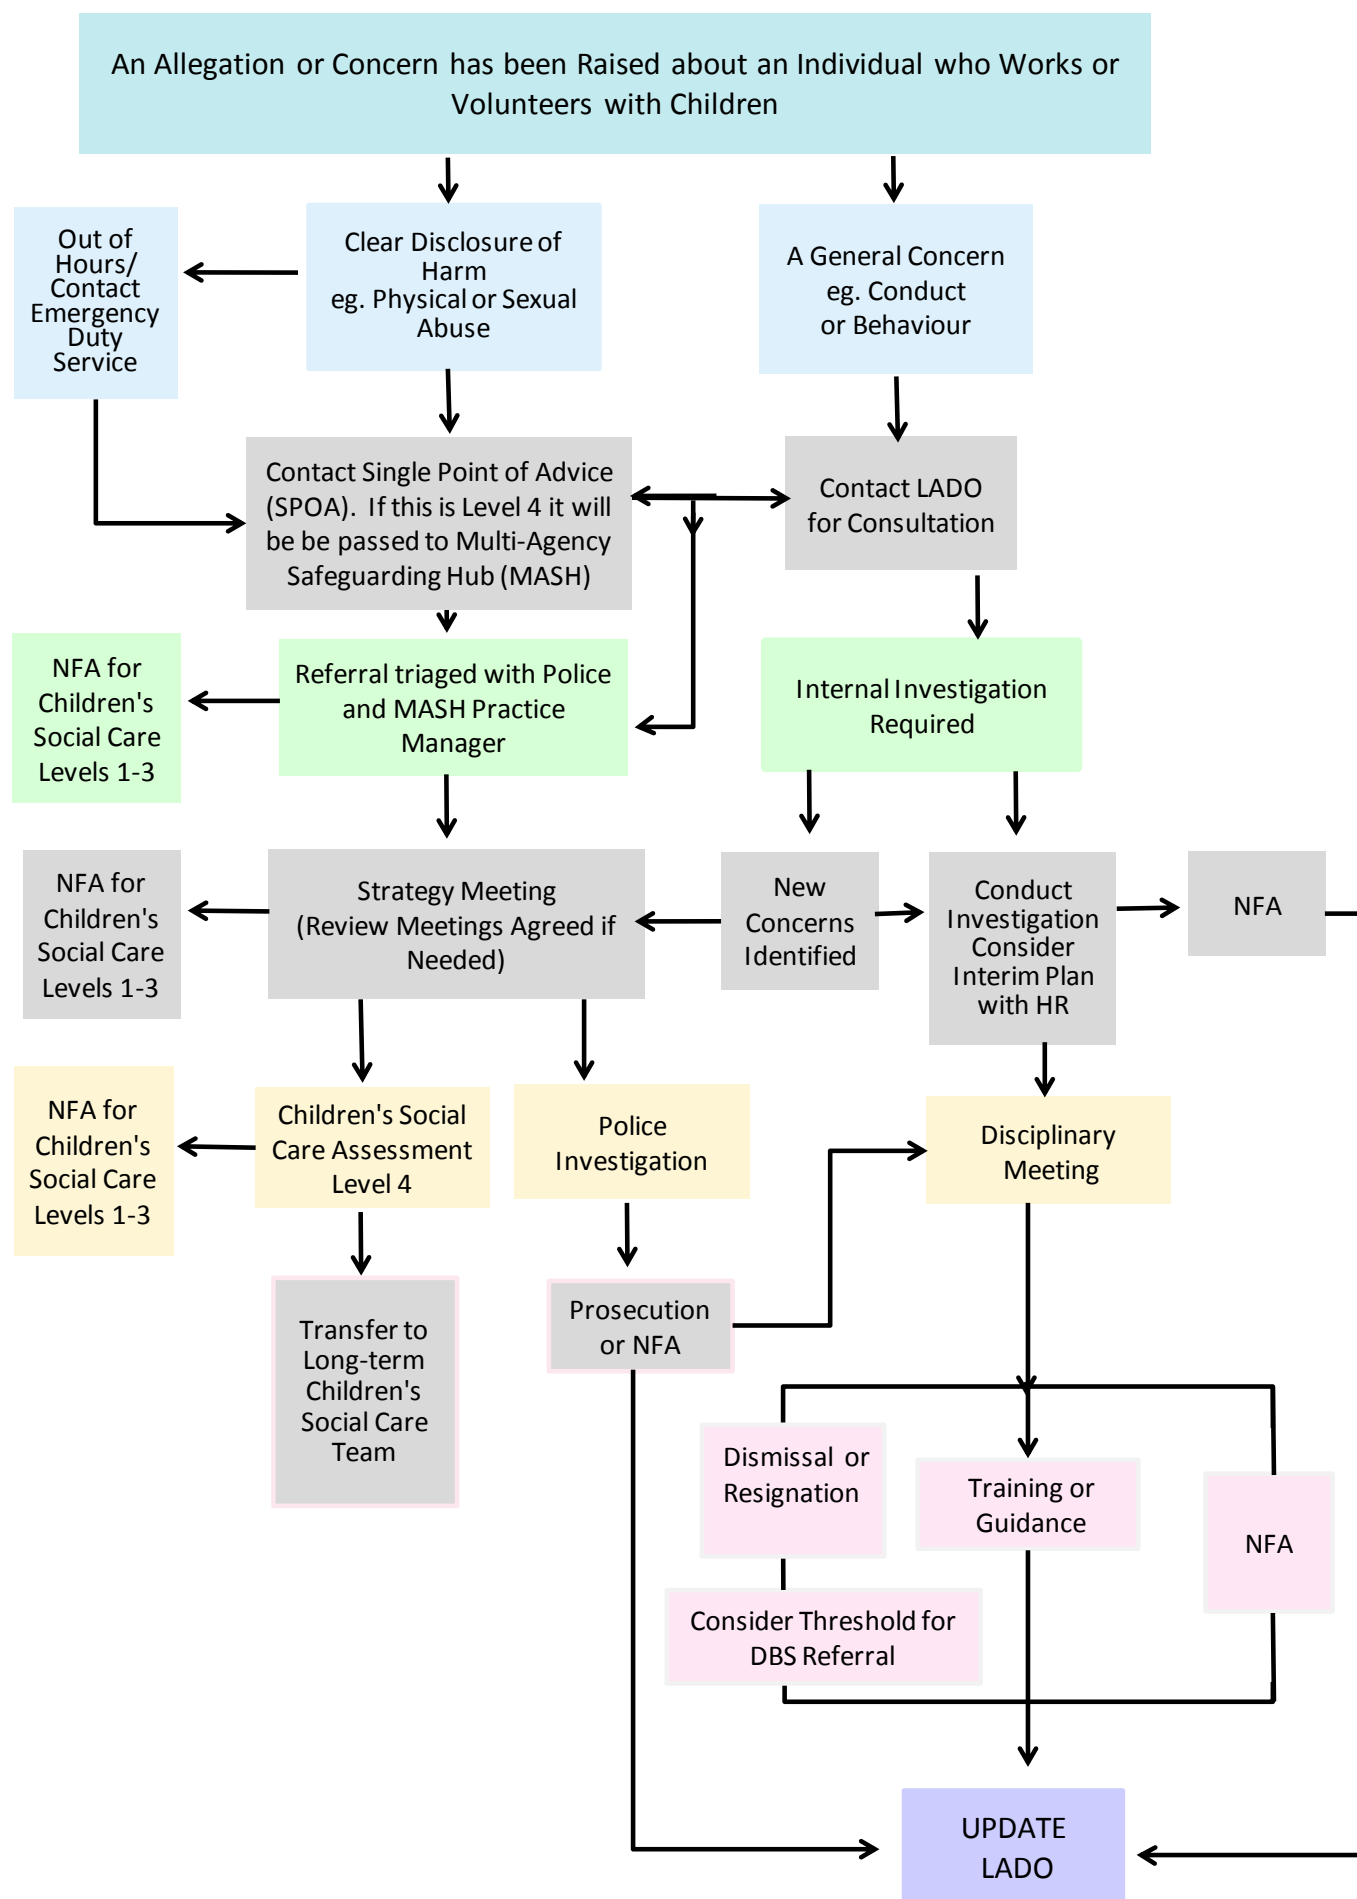 An Allegation or Concern has been Raised about an Individual who Works or
Volunteers with Children
Out of
Hours/
Contact
Emergency
Duty
Service
Clear Disclosure of
Harm
eg. Physical or Sexual
Abuse
A General Concern
eg. Conduct
or Behaviour
Contact Single Point of Advice
(SPOA). If this is Level 4 it will
be be passed to Multi-Agency
Safeguarding Hub (MASH)
Contact LADO
for Consultation
NFA for
Children's
Social Care
Levels 1-3
Referral triaged with Police
and MASH Practice
Manager
Internal Investigation
Required
NFA for
Children's
Social Care
Levels 1-3
Strategy Meeting
(Review Meetings Agreed if
Needed)
New
Concerns
Identified
Conduct
Investigation
Consider
Interim Plan
with HR
NFA
NFA for
Children's
Social Care
Levels 1-3
Children's Social
Care Assessment
Level 4
Police
Investigation
Disciplinary
Meeting
Transfer to
Long-term
Children's
Social Care
Team
Prosecution
or NFA
Dismissal or
Resignation
Training or
Guidance
NFA
Consider Threshold for
DBS Referral
UPDATE
LADO